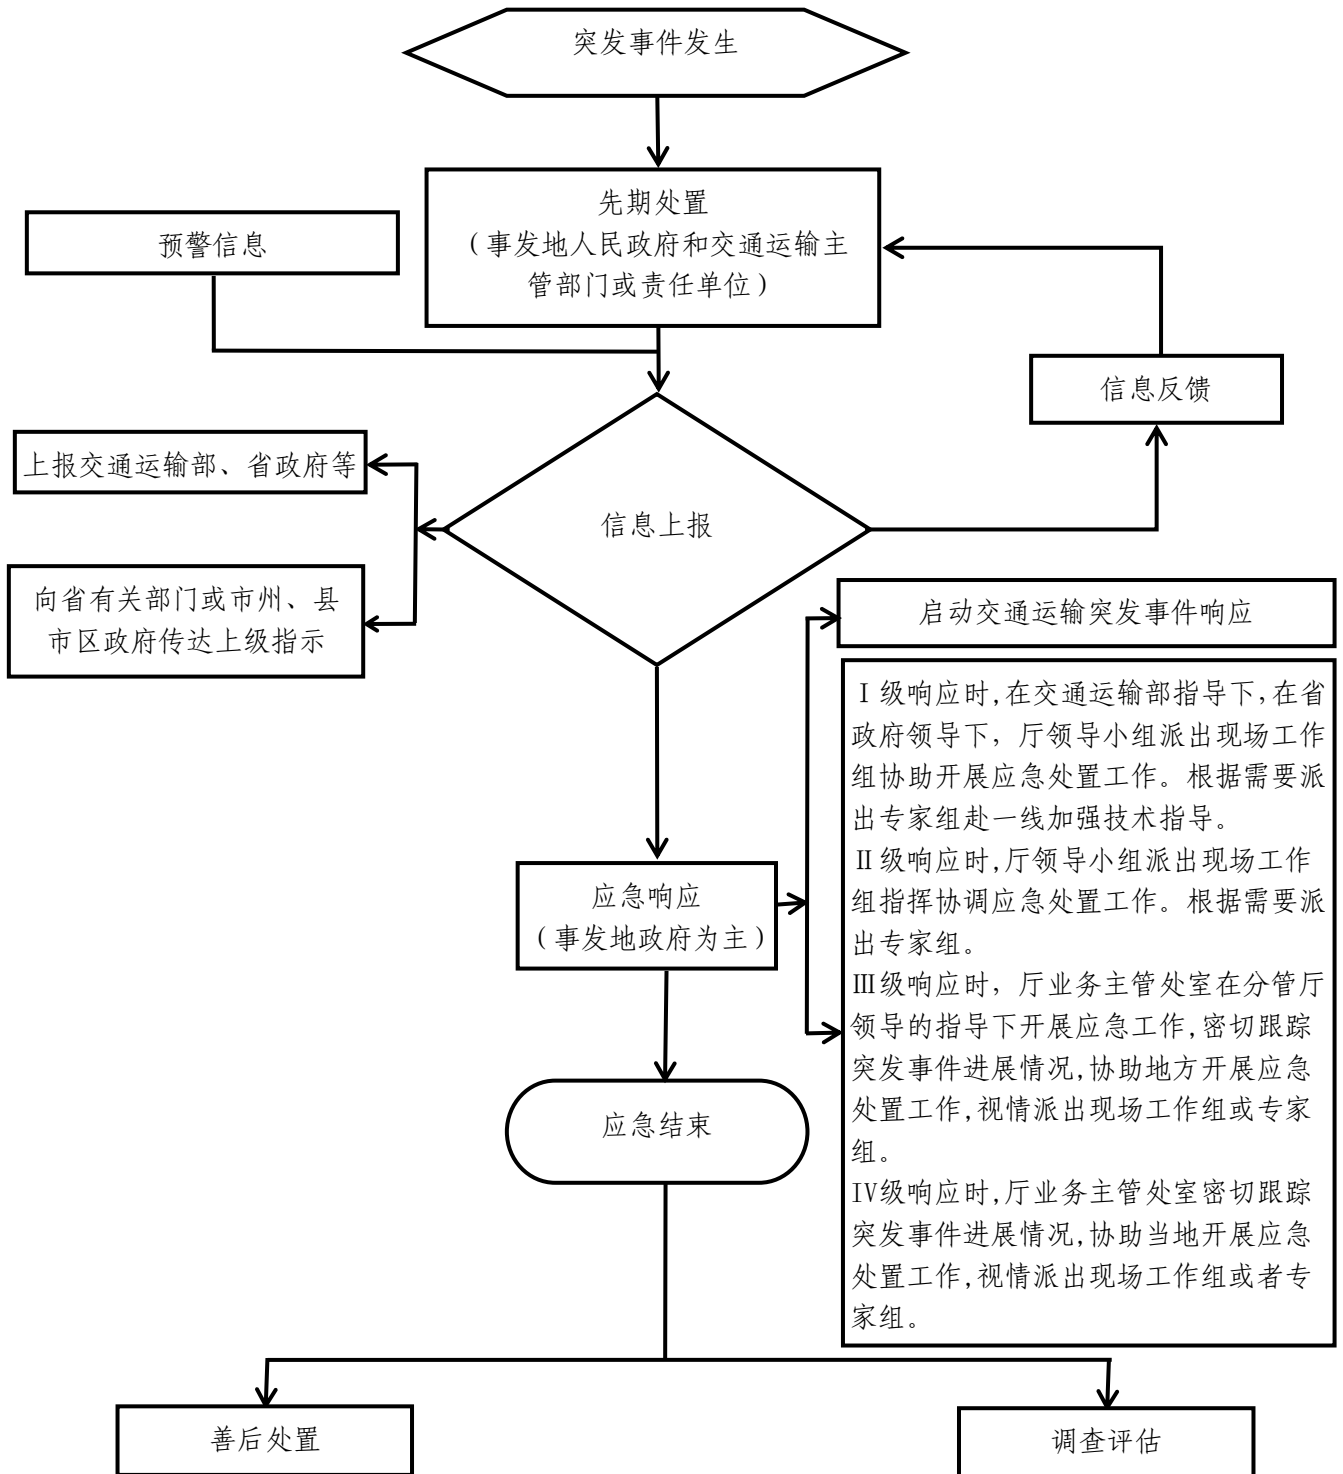 突发事件发生
先期处置
（事发地人民政府和交通运输主
管部门或责任单位）
预警信息
信息反馈
上报交通运输部、省政府等
信息上报
向省有关部门或市州、县
市区政府传达上级指示
启动交通运输突发事件响应
Ⅰ级响应时,在交通运输部指导下,在省
政府领导下，厅领导小组派出现场工作
组协助开展应急处置工作。根据需要派
出专家组赴一线加强技术指导。
Ⅱ级响应时,厅领导小组派出现场工作
组指挥协调应急处置工作。根据需要派
出专家组。
Ⅲ级响应时，厅业务主管处室在分管厅
领导的指导下开展应急工作,密切跟踪
突发事件进展情况,协助地方开展应急
处置工作,视情派出现场工作组或专家
组。
IV级响应时,厅业务主管处室密切跟踪
突发事件进展情况,协助当地开展应急
处置工作,视情派出现场工作组或者专
家组。
应急响应
（事发地政府为主）
应急结束
善后处置
调查评估